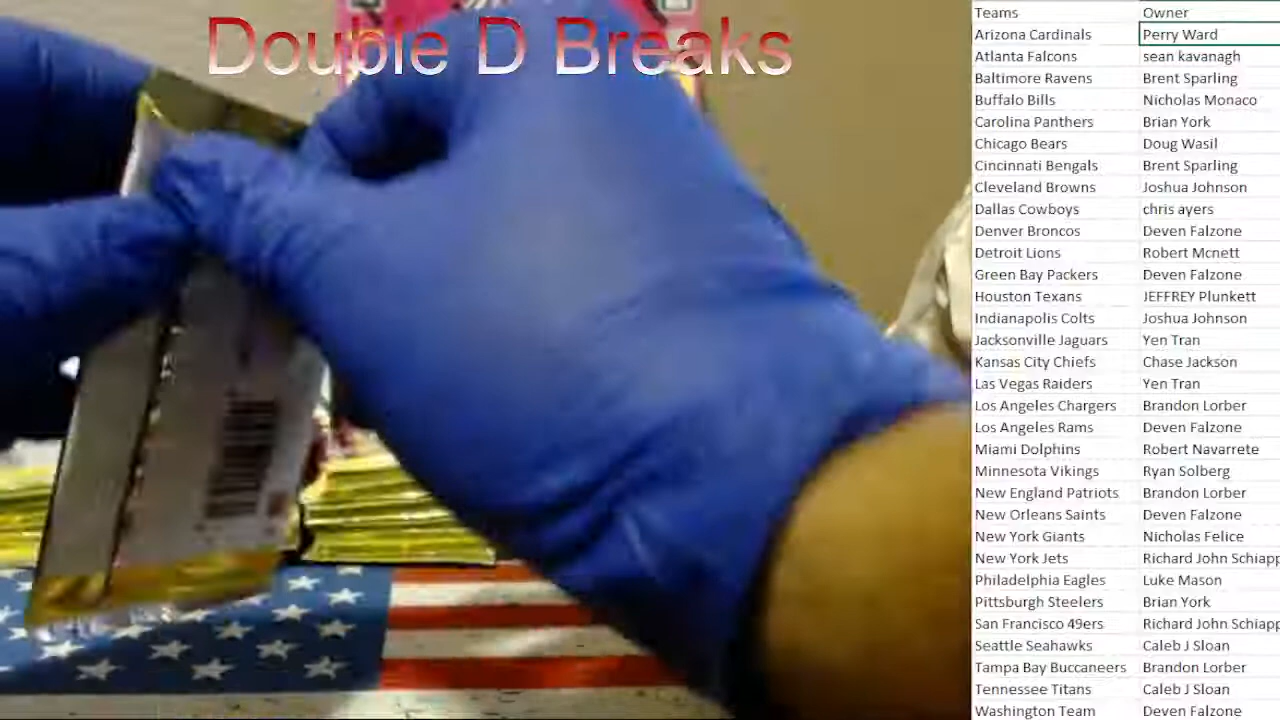 Double D Breaks
Teams Owner
Arizona Cardinals Perry Ward
Atlanta Falcons sean kavanagh
Baltimore Ravens Brent Sparling
Buffalo Bills Nicholas Monaco
Carolina Panthers Brian York
Chicago Bears Doug Wasil
Cincinnati Bengals Brent Sparling
Cleveland Browns Joshua Johnson
Dallas Cowboys chris ayers
Denver Broncos Deven Falzone
Detroit Lions Robert Mcnett
Green Bay Packers Deven Falzone
Houston Texans JEFFREY Plunkett
Indianapolis Colts Joshua Johnson
Jacksonville Jaguars Yen Tran
Kansas City Chiefs Chase Jackson
Las Vegas Raiders Yen Tran
Los Angeles Chargers Brandon Lorber
Los Angeles Rams Deven Falzone
Miami Dolphins Robert Navarrete
Minnesota Vikings Ryan Solberg
New England Patriots Brandon Lorber
New Orleans Saints Deven Falzone
New York Giants Nicholas Felice
New York Jets Richard John Schiapp
Philadelphia Eagles Luke Mason
Pittsburgh Steelers Brian York
San Francisco 49ers Richard John Schiapp
Seattle Seahawks Caleb J Sloan
Tampa Bay Buccaneers Brandon Lorber
Tennessee Titans Caleb J Sloan
Washington Team Deven Falzone